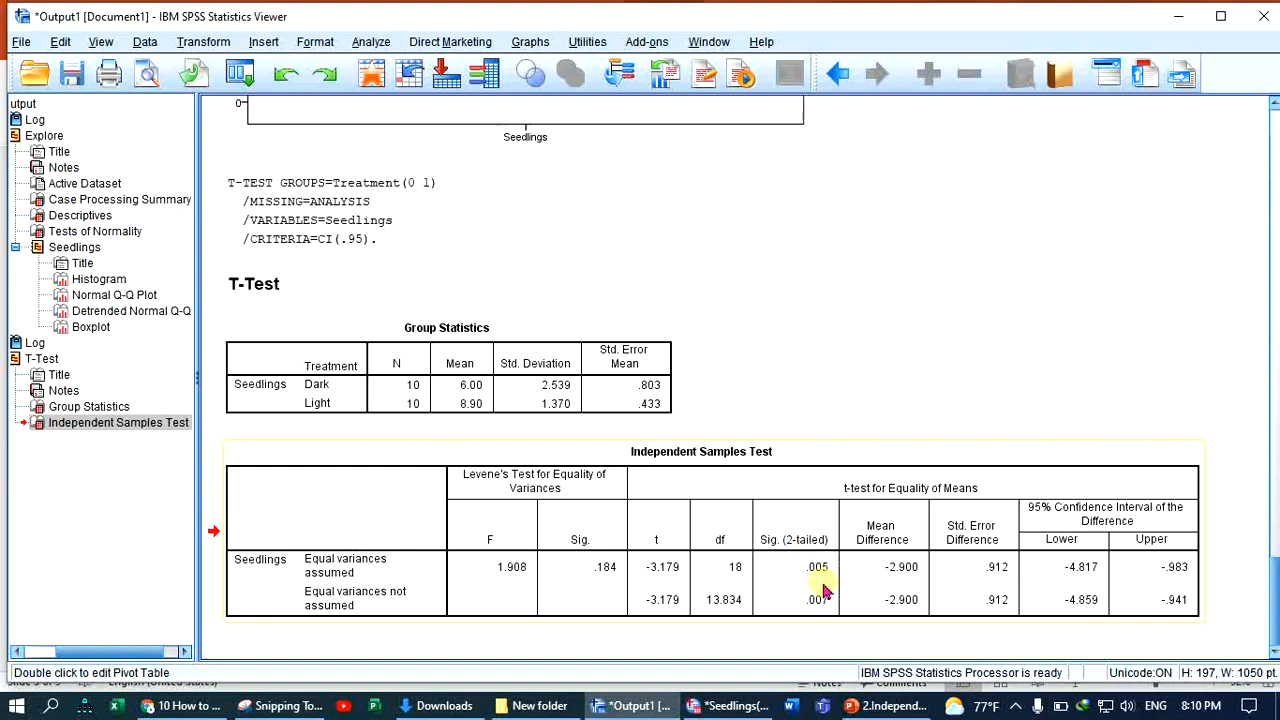 *Output1 [Document1] - IBM SPSS Statistics Viewer
File Edit View Data Transform Insert Format Analyze Direct Marketing Graphs Utilities Add-ons Window Help
utput
Log
Explore
Title
Notes
Active Dataset
Case Processing Summary
Descriptives
Tests of Normality
Seedlings
Title
Histogram
Normal Q-Q Plot
Detrended Normal Q-Q
Boxplot
Log
T-Test
Title
Notes
Group Statistics
Independent Samples Test
0
Seedlings
T-TEST GROUPS=Treatment(0 1)
/MISSING=ANALYSIS
/VARIABLES=Seedlings
/CRITERIA=CI(.95).
T-Test
Group Statistics
Treatment N Mean Std. Deviation Std. Error Mean
Seedlings Dark 10 6.00 2.539 .803
Light 10 8.90 1.370 .433
Independent Samples Test
Levene's Test for Equality of Variances t-test for Equality of Means
95% Confidence Interval of the Difference
F Sig. t df Sig. (2-tailed) Mean Difference Std. Error Difference Lower Upper
Seedlings Equal variances assumed 1.908 .184 -3.179 18 .005 -2.900 .912 -4.817 -.983
Equal variances not assumed -3.179 13.834 .007 -2.900 .912 -4.859 -.941
Double click to edit Pivot Table IBM SPSS Statistics Processor is ready Unicode:ON H: 197, W: 1050 pt.
10 How to ... Snipping To... Downloads New folder *Output1 [... *Seedlings(... 2.Independ... 77°F ENG 8:10 PM